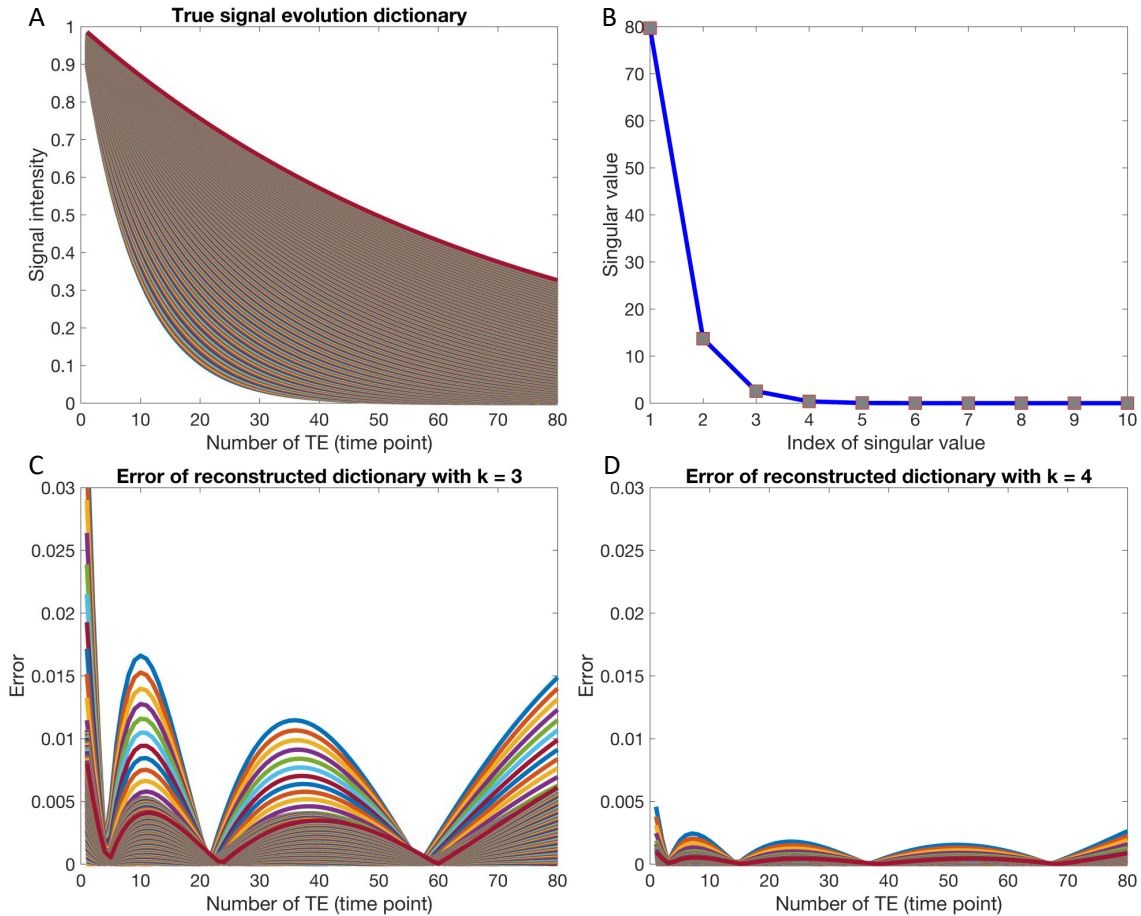 A
True signal evolution dictionary
Signal intensity
1
0.9
0.8
0.7
0.6
0.5
0.4
0.3
0.2
0.1
0
0 10 20 30 40 50 60 70 80
Number of TE (time point)
B
Singular value
80
70
60
50
40
30
20
10
0
1 2 3 4 5 6 7 8 9 10
Index of singular value
C
Error of reconstructed dictionary with k = 3
Error
0.03
0.025
0.02
0.015
0.01
0.005
0
0 10 20 30 40 50 60 70 80
Number of TE (time point)
D
Error of reconstructed dictionary with k = 4
Error
0.03
0.025
0.02
0.015
0.01
0.005
0
0 10 20 30 40 50 60 70 80
Number of TE (time point)